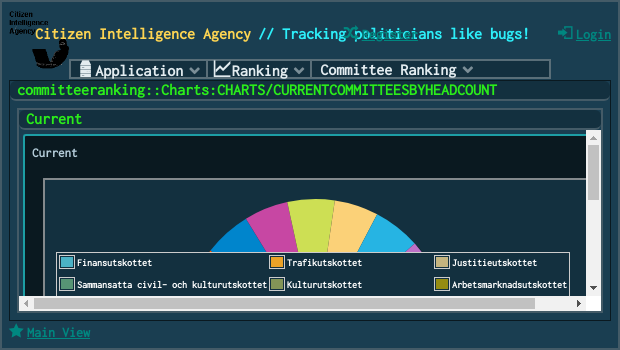 Citizen
Intelligence
Agency
Citizen Intelligence Agency // Tracking politicians like bugs!
Register
Login
Application
Ranking
Committee Ranking
committeeranking::Charts:CHARTS/CURRENTCOMMITTEESBYHEADCOUNT
Current
Current
Finansutskottet
Trafikutskottet
Justitieutskottet
Sammansatta civil- och kulturutskottet
Kulturutskottet
Arbetsmarknadsutskottet
Main View